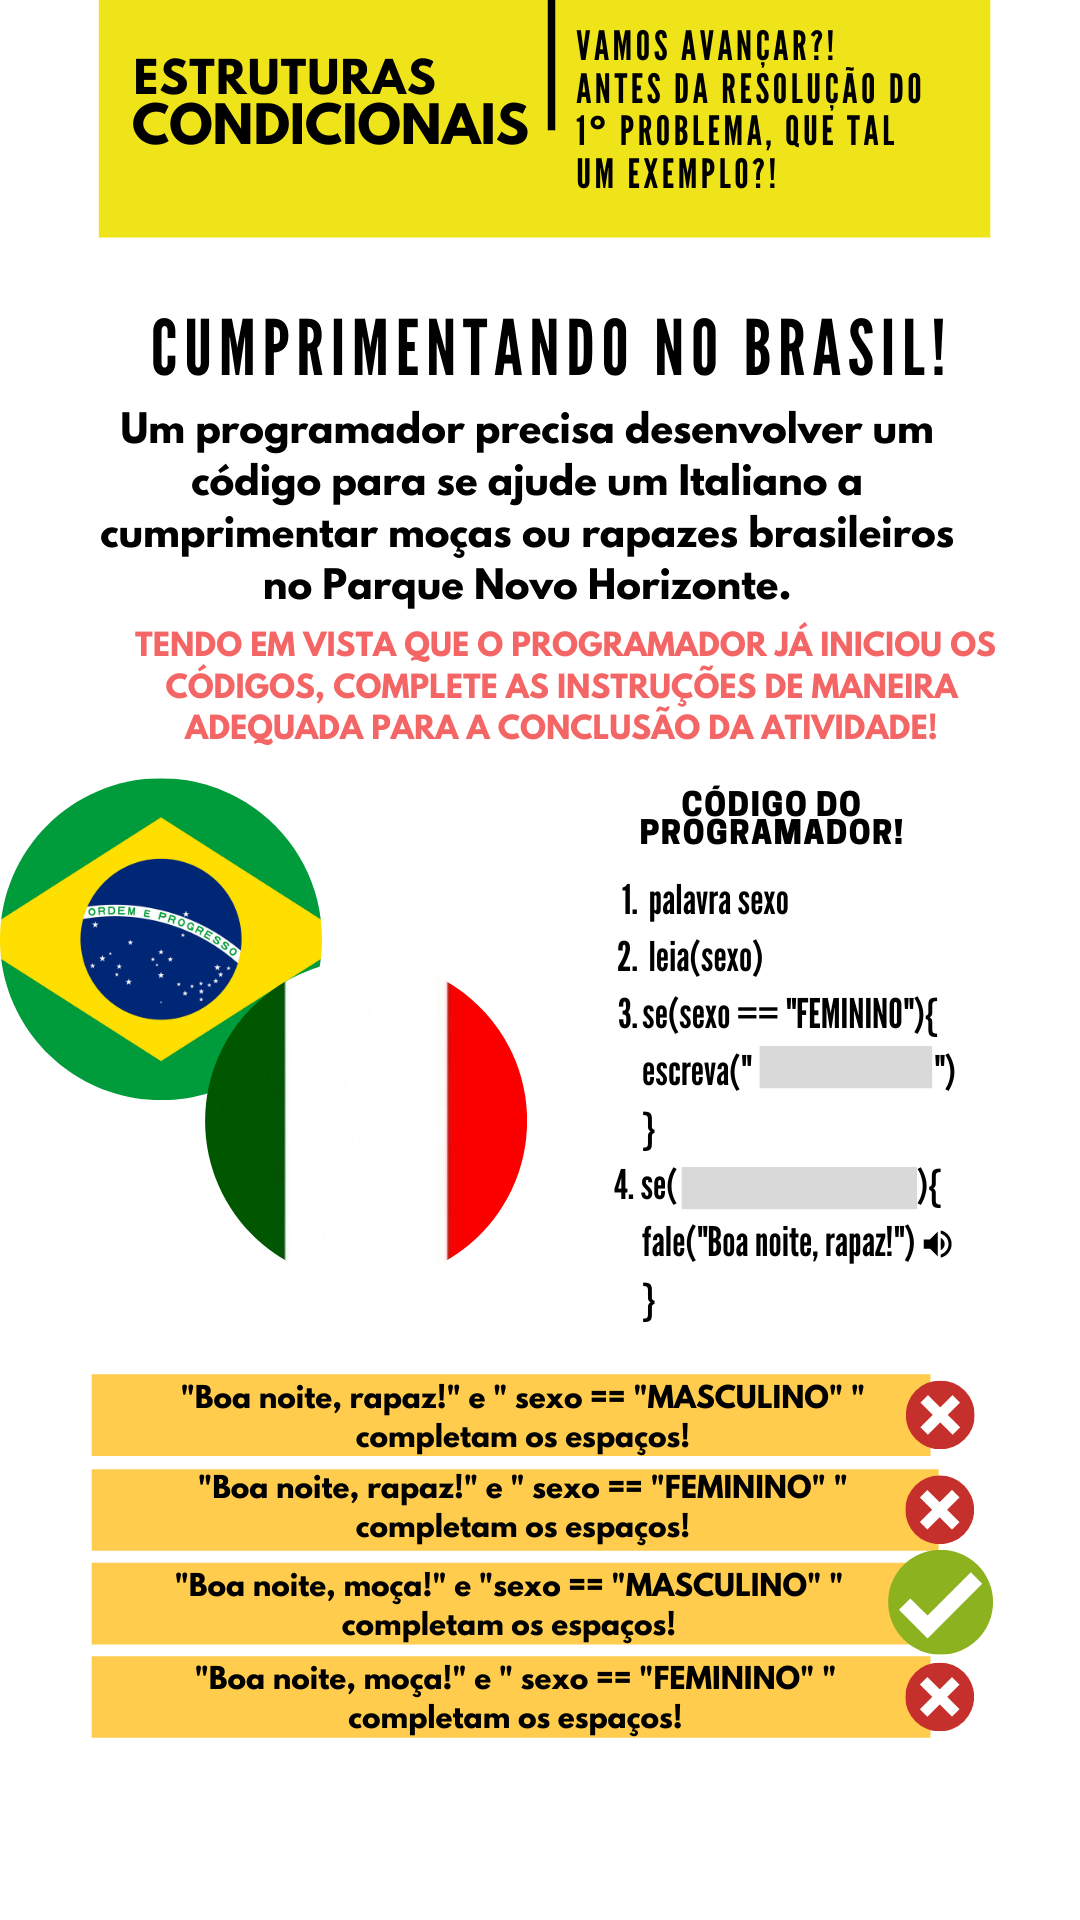 ESTRUTURAS
CONDICIONAIS
VAMOS AVANÇAR?!
ANTES DA RESOLUÇÃO DO
1° PROBLEMA, QUE TAL
UM EXEMPLO?!
CUMPRIMENTANDO NO BRASIL!
Um programador precisa desenvolver um
código para se ajude um Italiano a
cumprimentar moças ou rapazes brasileiros
no Parque Novo Horizonte.
TENDO EM VISTA QUE O PROGRAMADOR JÁ INICIOU OS
CÓDIGOS, COMPLETE AS INSTRUÇÕES DE MANEIRA
ADEQUADA PARA A CONCLUSÃO DA ATIVIDADE!
ORDEM E PROGRESSO
CÓDIGO DO
PROGRAMADOR!
1. palavra sexo
2. leia(sexo)
3. se(sexo == "FEMININO"){
escreva(" ")
}
4. se( ){
fale("Boa noite, rapaz!")
}
"Boa noite, rapaz!" e " sexo == "MASCULINO" "
completam os espaços!
"Boa noite, rapaz!" e " sexo == "FEMININO" "
completam os espaços!
"Boa noite, moça!" e "sexo == "MASCULINO" "
completam os espaços!
"Boa noite, moça!" e " sexo == "FEMININO" "
completam os espaços!